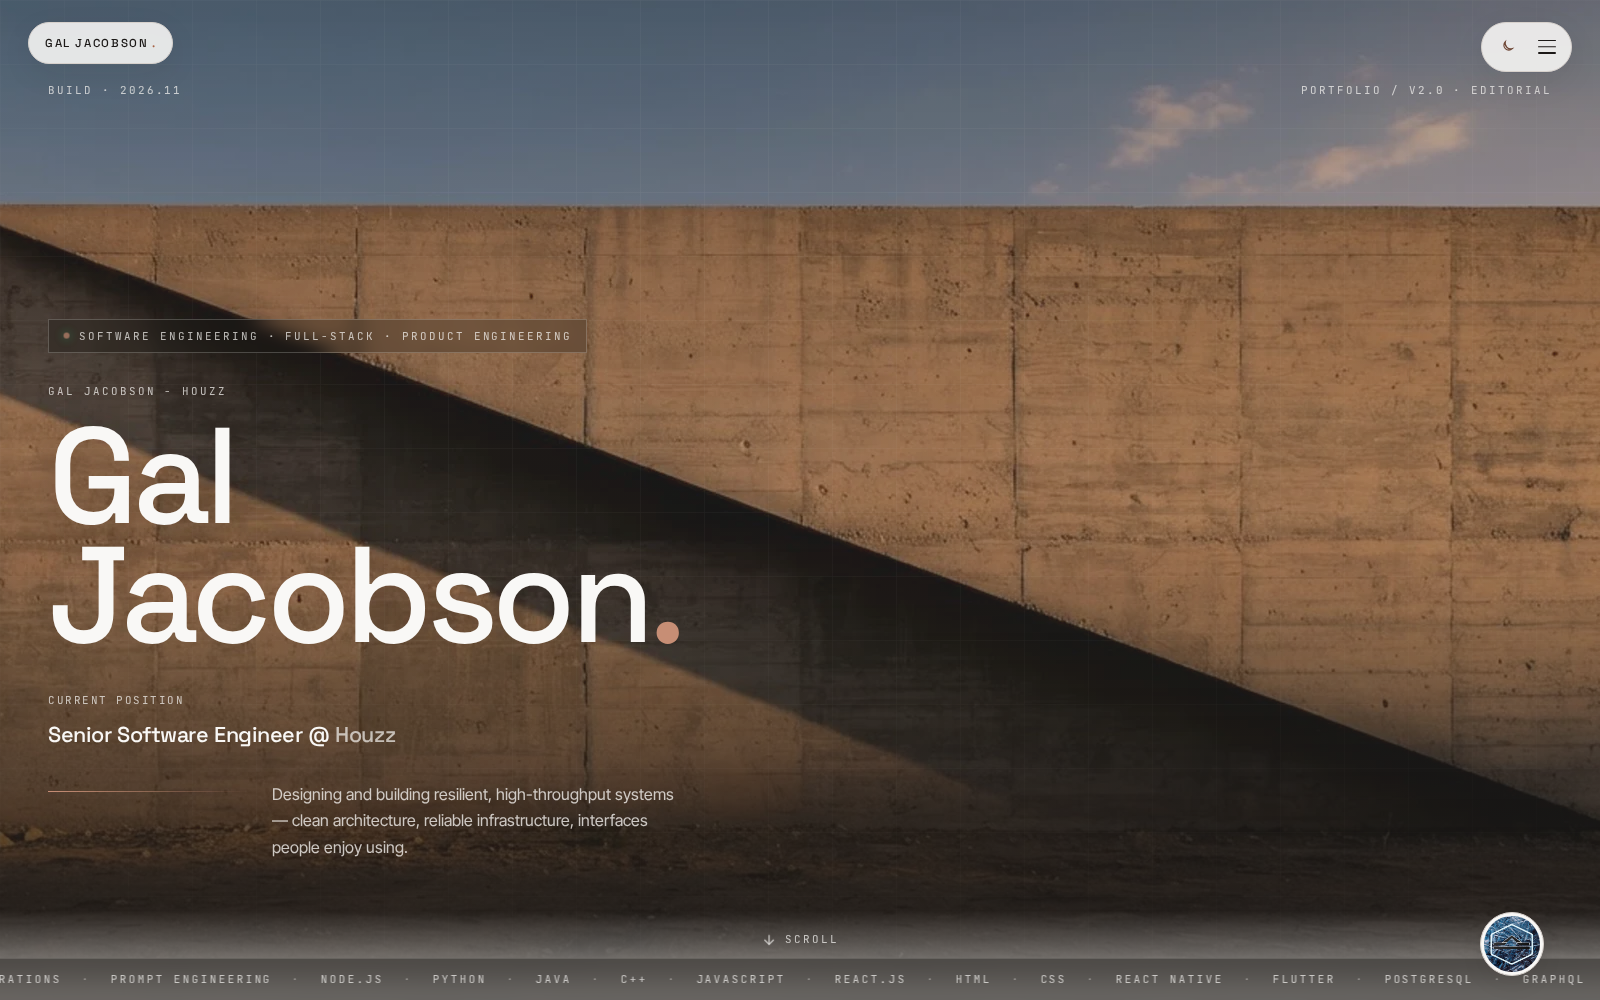 GAL JACOBSON.
BUILD · 2026.11
PORTFOLIO / V2.0 · EDITORIAL
SOFTWARE ENGINEERING · FULL-STACK · PRODUCT ENGINEERING
GAL JACOBSON - HOUZZ
Gal
Jacobson.
CURRENT POSITION
Senior Software Engineer @ Houzz
Designing and building resilient, high-throughput systems
— clean architecture, reliable infrastructure, interfaces
people enjoy using.
↓ SCROLL
RATIONS · PROMPT ENGINEERING · NODE.JS · PYTHON · JAVA · C++ · JAVASCRIPT · REACT.JS · HTML · CSS · REACT NATIVE · FLUTTER · POSTGRESQL · GRAPHQL